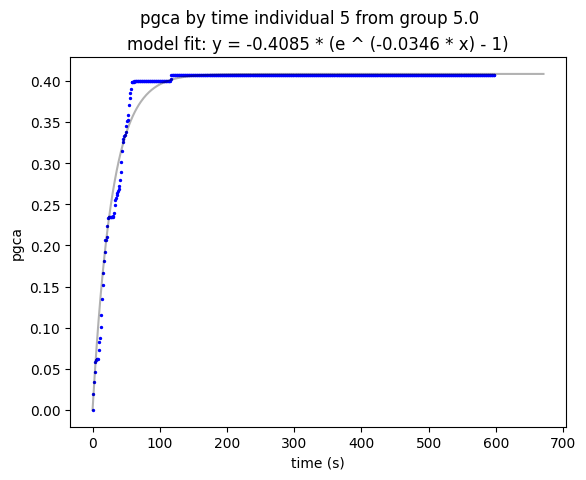 pgca by time individual 5 from group 5.0
model fit: y = -0.4085 * (e ^ (-0.0346 * x) - 1)
0.40
0.35
0.30
0.25
0.20
0.15
0.10
0.05
0.00
pgca
0 100 200 300 400 500 600 700
time (s)